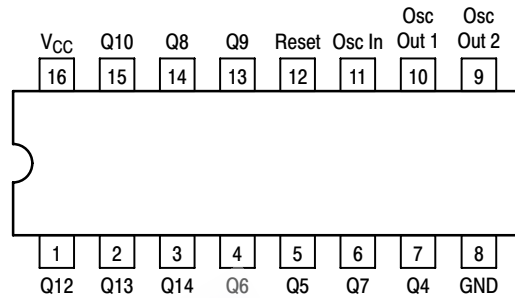 Osc Osc
V_CC Q10 Q8 Q9 Reset Osc In Out 1 Out 2
16 15 14 13 12 11 10 9
1 2 3 4 5 6 7 8
Q12 Q13 Q14 Q6 Q5 Q7 Q4 GND